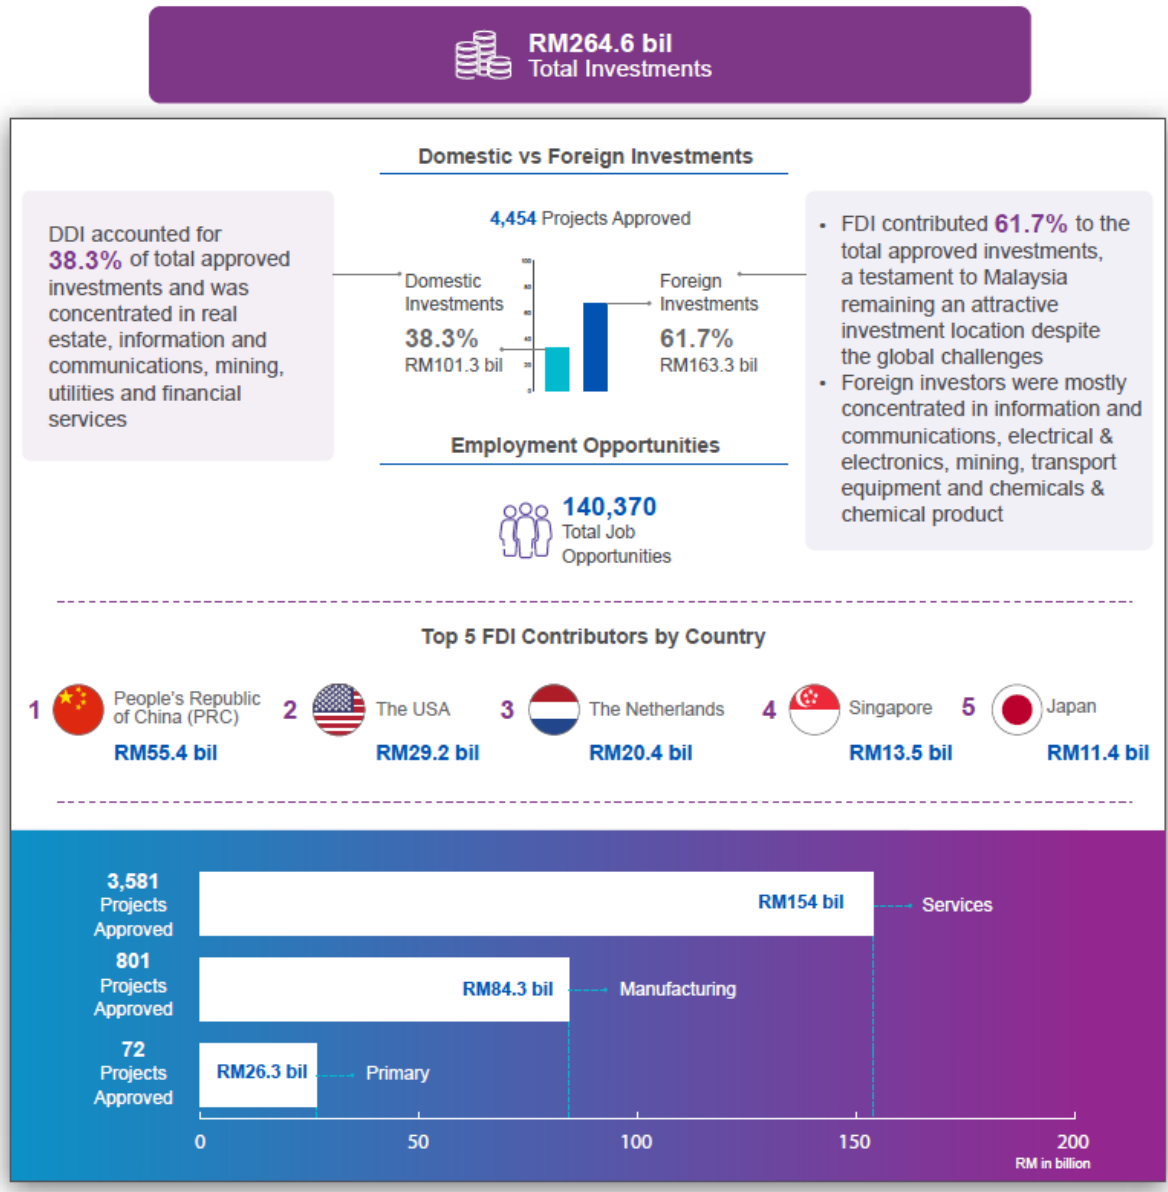 RM264.6 bil
Total Investments
Domestic vs Foreign Investments
DDI accounted for
38.3% of total approved
investments and was
concentrated in real
estate, information and
communications, mining,
utilities and financial
services
4,454 Projects Approved
Domestic
Investments
38.3%
RM101.3 bil
100
80
60
40
20
0
Foreign
Investments
61.7%
RM163.3 bil
• FDI contributed 61.7% to the
total approved investments,
a testament to Malaysia
remaining an attractive
investment location despite
the global challenges
• Foreign investors were mostly
concentrated in information and
communications, electrical &
electronics, mining, transport
equipment and chemicals &
chemical product
Employment Opportunities
140,370
Total Job
Opportunities
Top 5 FDI Contributors by Country
1
People's Republic
of China (PRC)
RM55.4 bil
2
The USA
RM29.2 bil
3
The Netherlands
RM20.4 bil
4
Singapore
RM13.5 bil
5
Japan
RM11.4 bil
3,581
Projects
Approved
RM154 bil
Services
801
Projects
Approved
RM84.3 bil
Manufacturing
72
Projects
Approved
RM26.3 bil
Primary
0 50 100 150 200
RM in billion